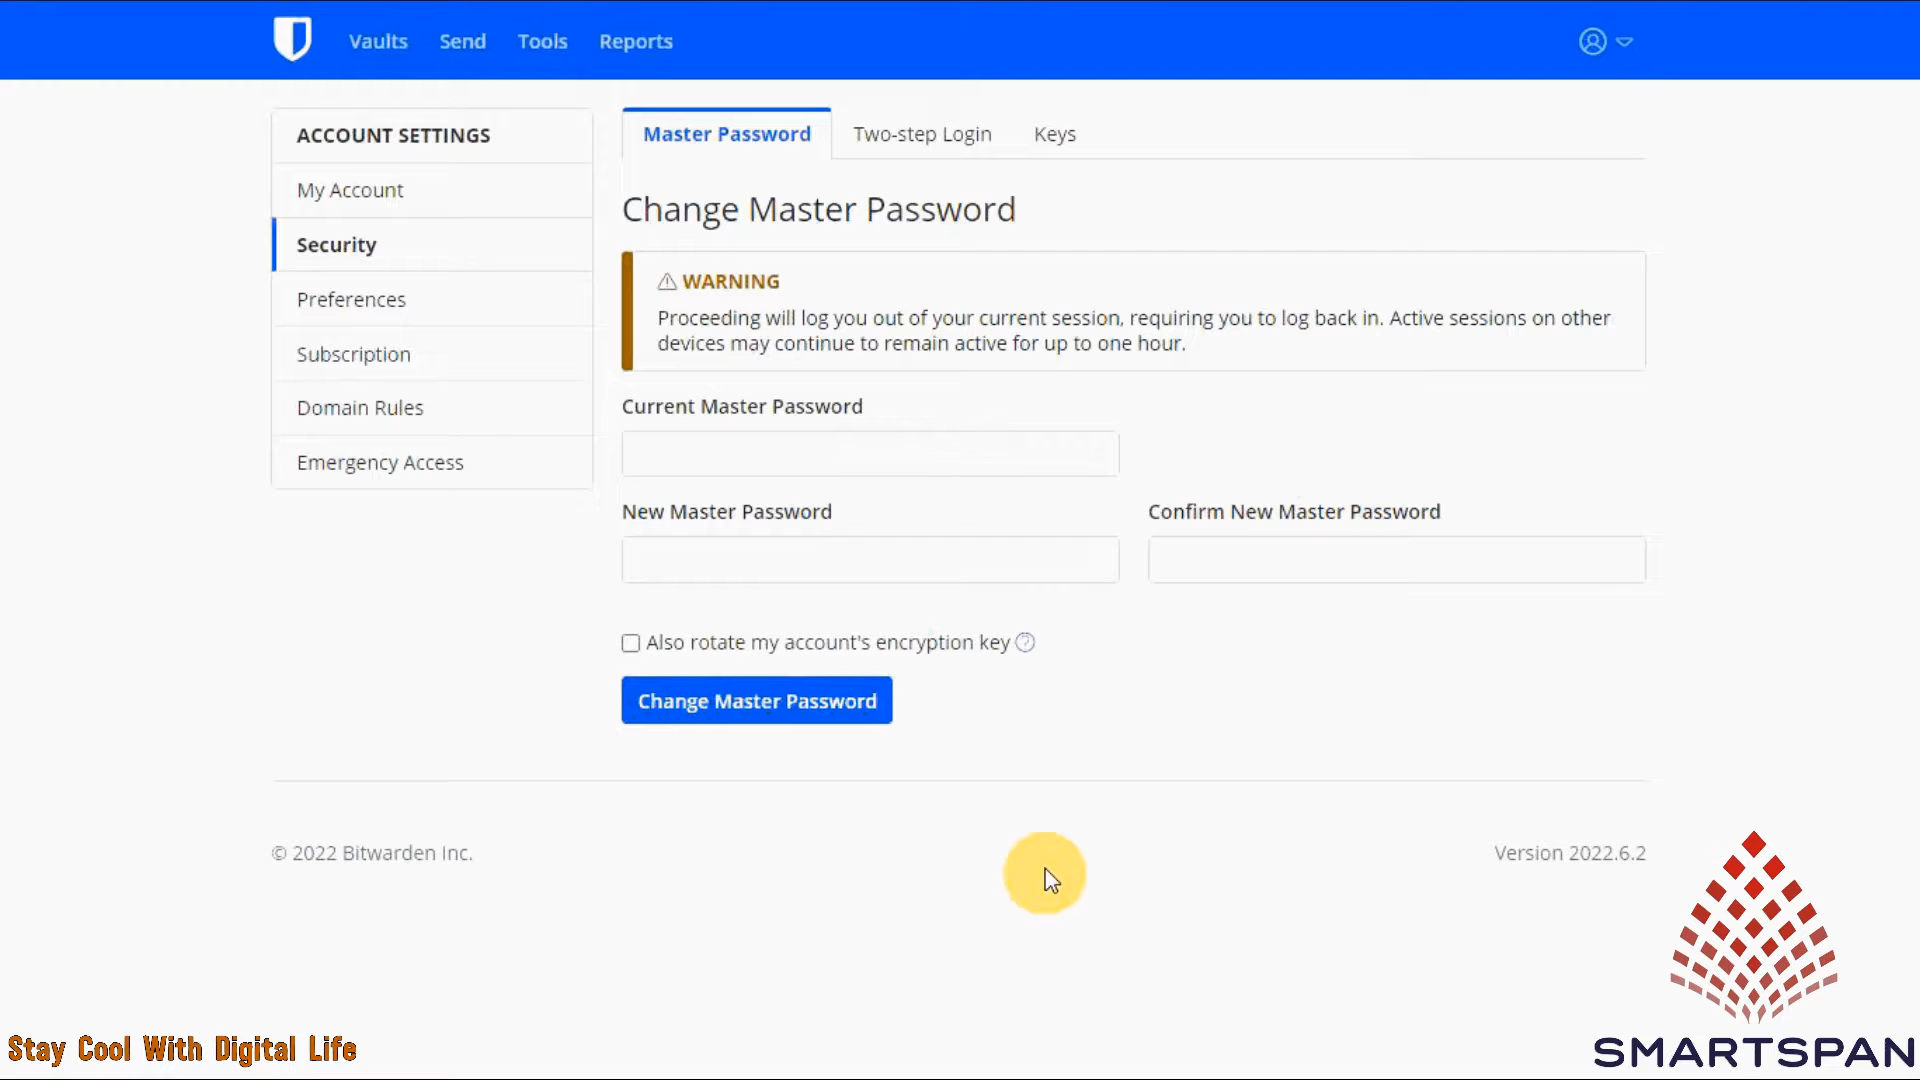 Vaults Send Tools Reports
ACCOUNT SETTINGS
My Account
Security
Preferences
Subscription
Domain Rules
Emergency Access
Master Password Two-step Login Keys
Change Master Password
WARNING
Proceeding will log you out of your current session, requiring you to log back in. Active sessions on other
devices may continue to remain active for up to one hour.
Current Master Password
New Master Password
Confirm New Master Password
Also rotate my account's encryption key
Change Master Password
© 2022 Bitwarden Inc.
Version 2022.6.2
Stay Cool With Digital Life
SMARTSPAN